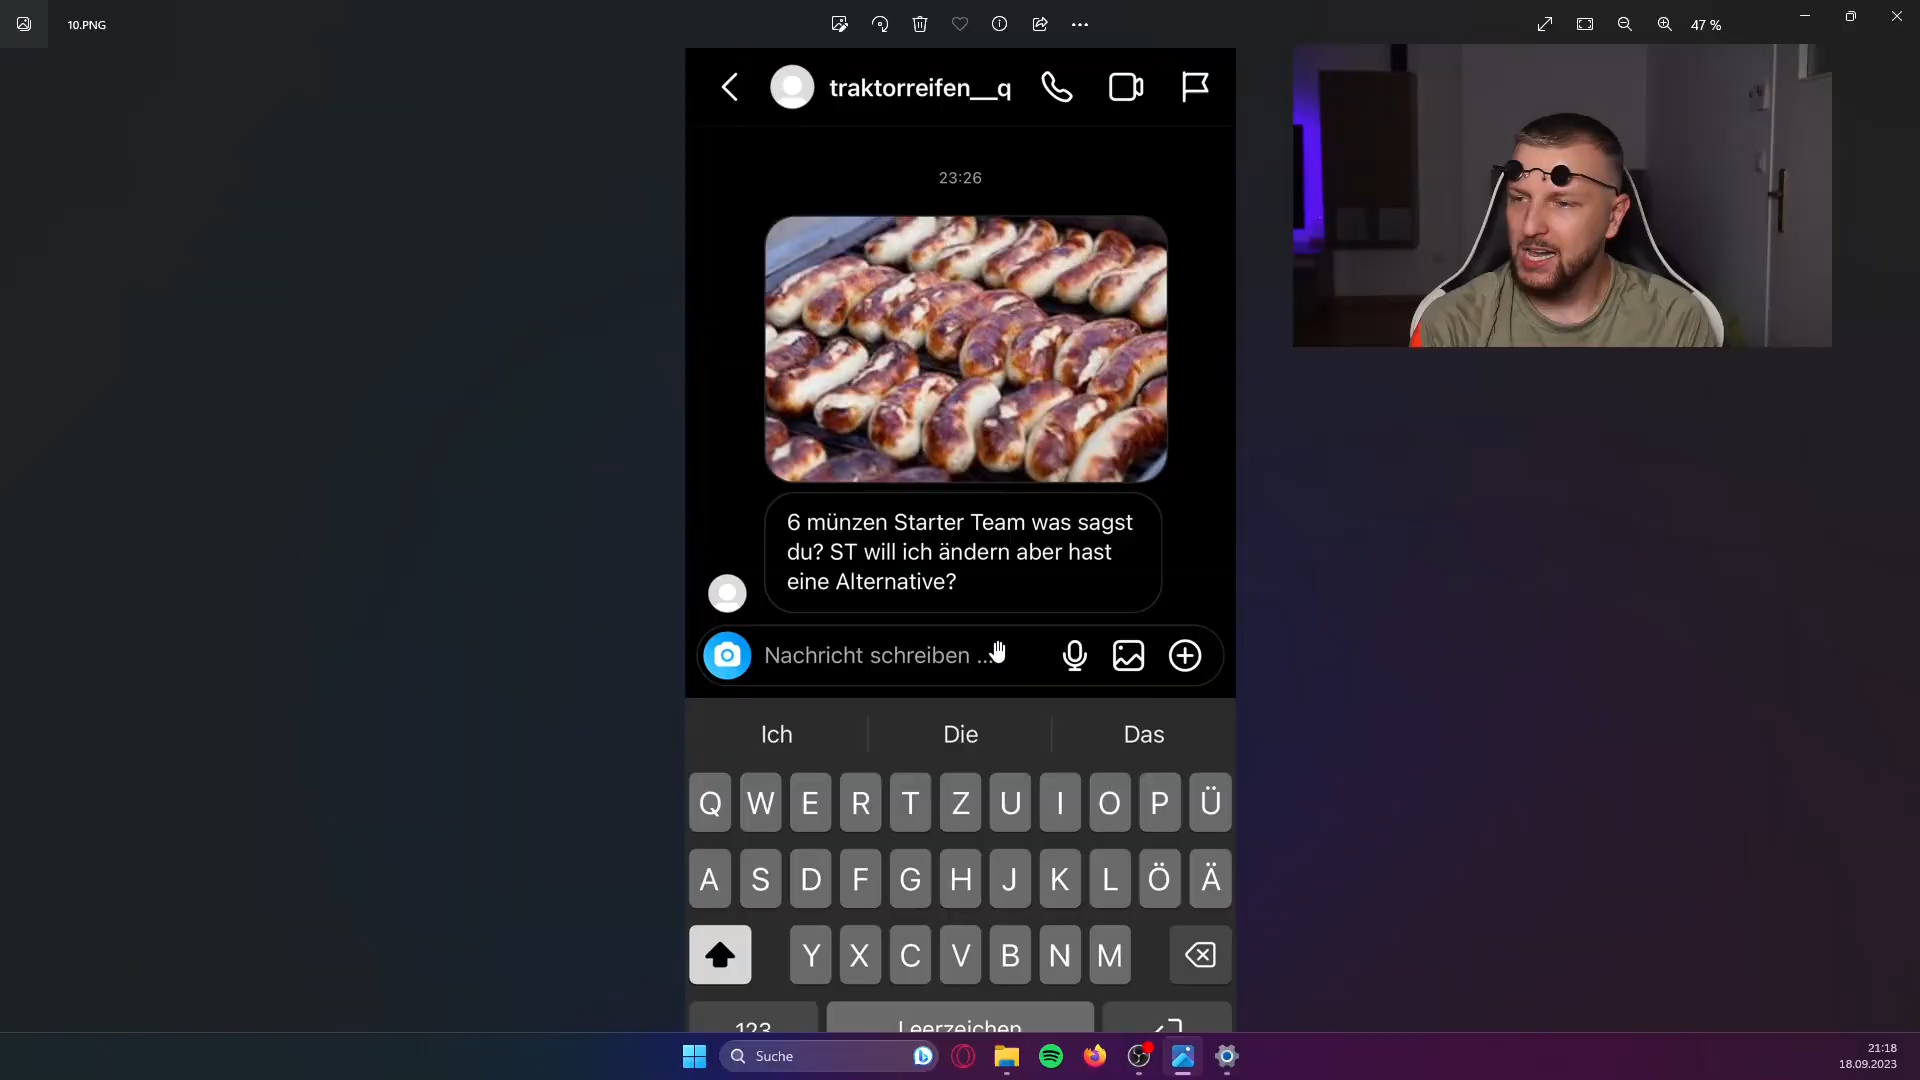 10.PNG
47 %
traktorreifen__q
23:26
6 münzen Starter Team was sagst
du? ST will ich ändern aber hast
eine Alternative?
Nachricht schreiben ...
Ich Die Das
Q W E R T Z U I O P Ü
A S D F G H J K L Ö Ä
Y X C V B N M
123 Leerzeichen
Suche
21:18
18.09.2023